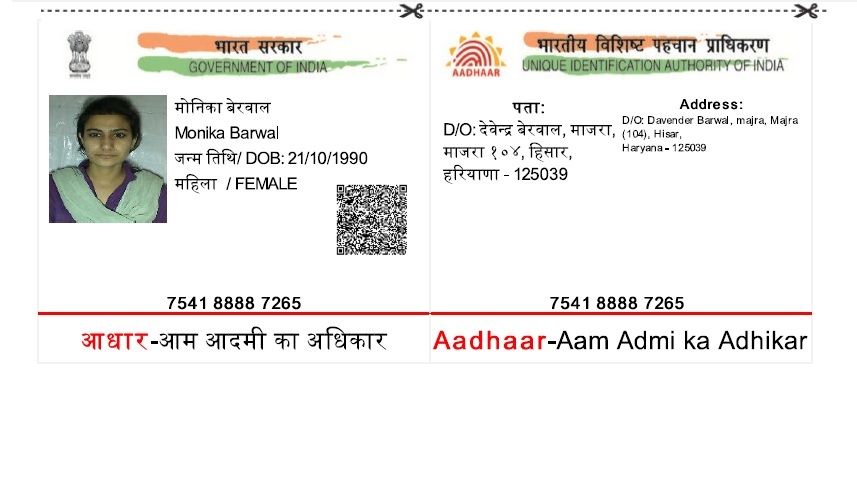 भारत सरकार
GOVERNMENT OF INDIA
मोनिका बेरवाल
Monika Barwal
जन्म तिथि/ DOB: 21/10/1990
महिला / FEMALE
7541 8888 7265
आधार-आम आदमी का अधिकार
भारतीय विशिष्ट पहचान प्राधिकरण
UNIQUE IDENTIFICATION AUTHORITY OF INDIA
AADHAAR
पता:
D/O: देवेन्द्र बेरवाल, माजरा,
माजरा १०४, हिसार,
हरियाणा - 125039
Address:
D/O: Davender Barwal, majra, Majra
(104), Hisar,
Haryana - 125039
7541 8888 7265
Aadhaar-Aam Admi ka Adhikar